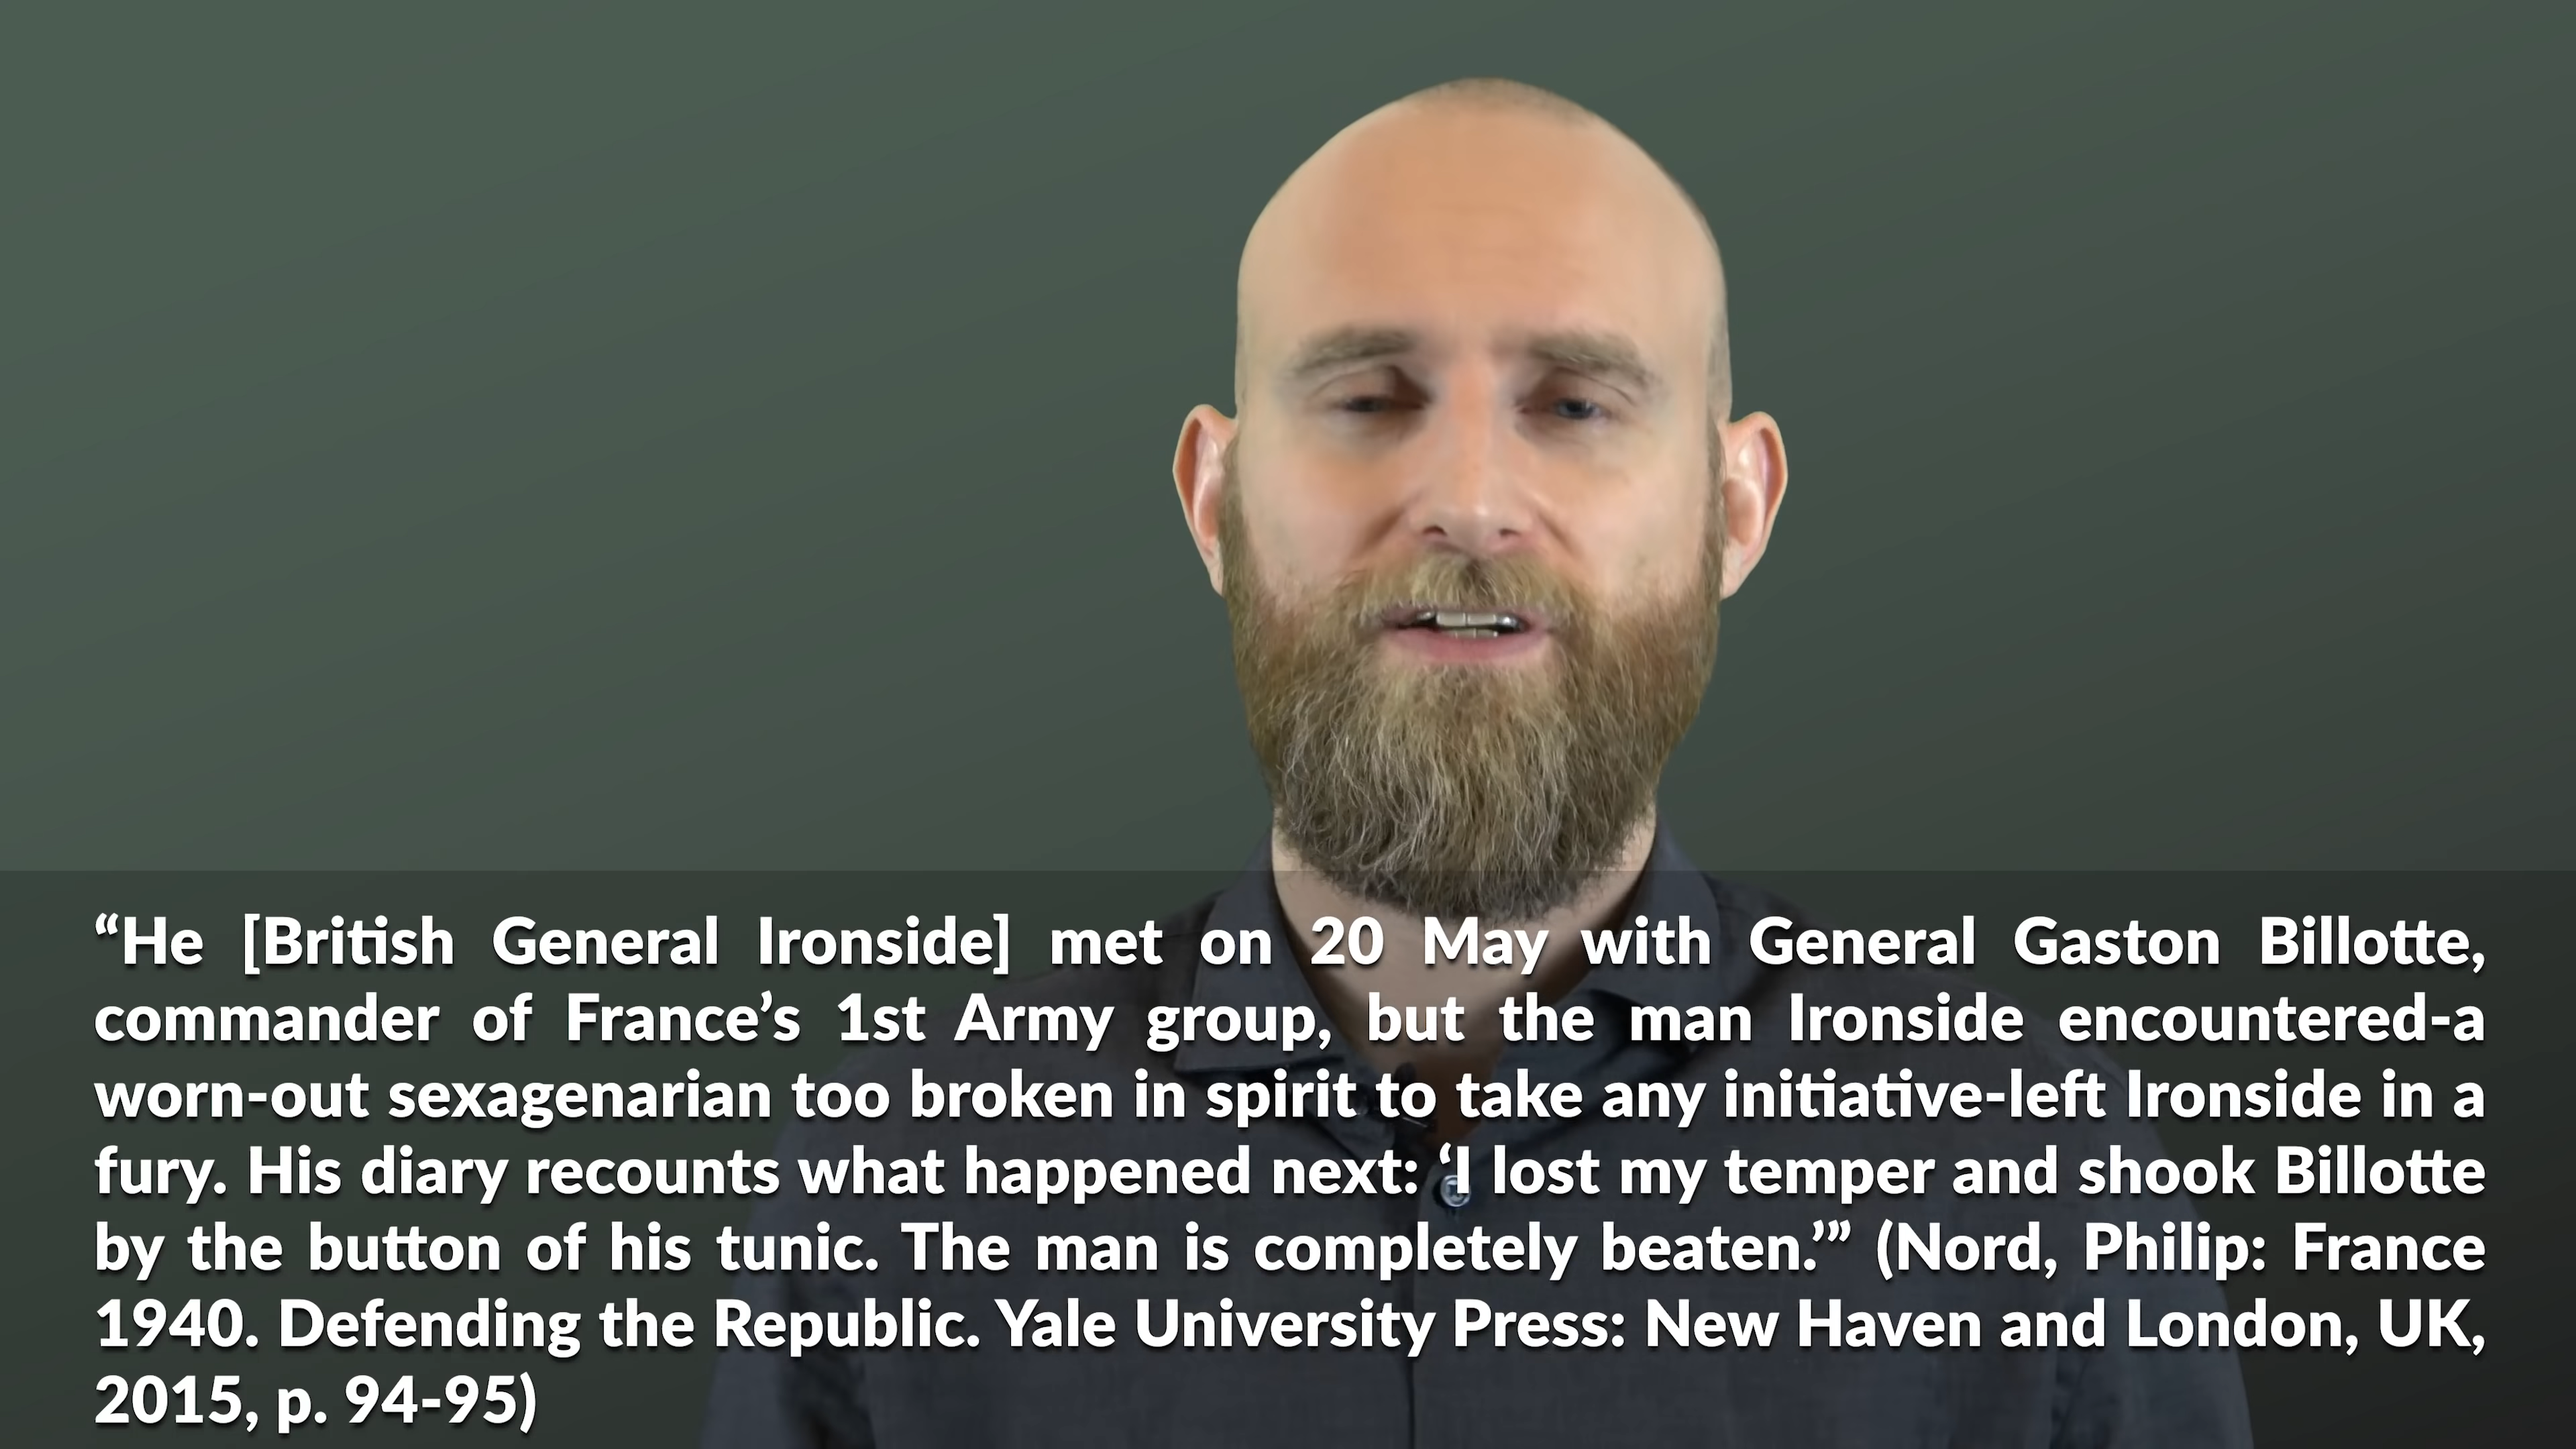 “He [British General Ironside] met on 20 May with General Gaston Billotte,
commander of France’s 1st Army group, but the man Ironside encountered-a
worn-out sexagenarian too broken in spirit to take any initiative-left Ironside in a
fury. His diary recounts what happened next: ‘I lost my temper and shook Billotte
by the button of his tunic. The man is completely beaten.’” (Nord, Philip: France
1940. Defending the Republic. Yale University Press: New Haven and London, UK,
2015, p. 94-95)